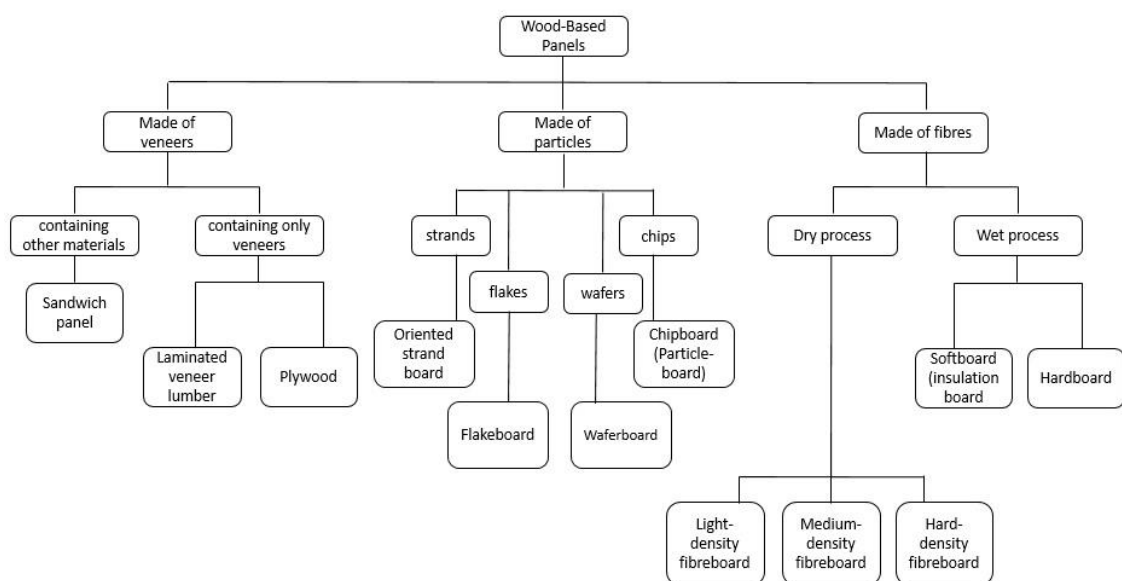 Wood-Based
Panels
Made of
veneers
Made of
particles
Made of fibres
containing
other materials
containing only
veneers
strands
chips
Dry process
Wet process
flakes
wafers
Sandwich
panel
Laminated
veneer
lumber
Plywood
Oriented
strand
board
Chipboard
(Particle-
board)
Softboard
(insulation
board
Hardboard
Flakeboard
Waferboard
Light-
density
fibreboard
Medium-
density
fibreboard
Hard-
density
fibreboard